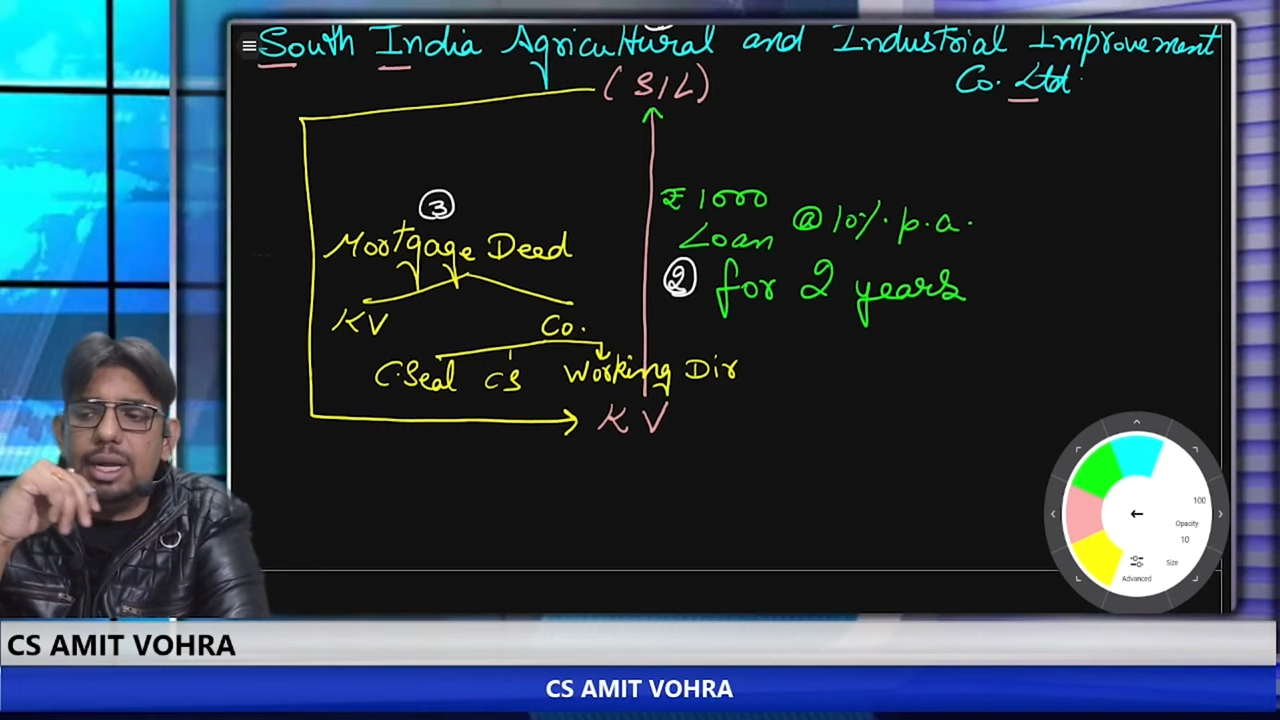 South India Agricultural and Industrial Improvement
Co. Ltd.
(SIL)
③
Mortgage Deed
KV
Co.
C.Seal CS Working Dir
₹ 1000
Loan @ 10% p.a.
② for 2 years
KV
100
Opacity
10
Size
Advanced
CS AMIT VOHRA
CS AMIT VOHRA